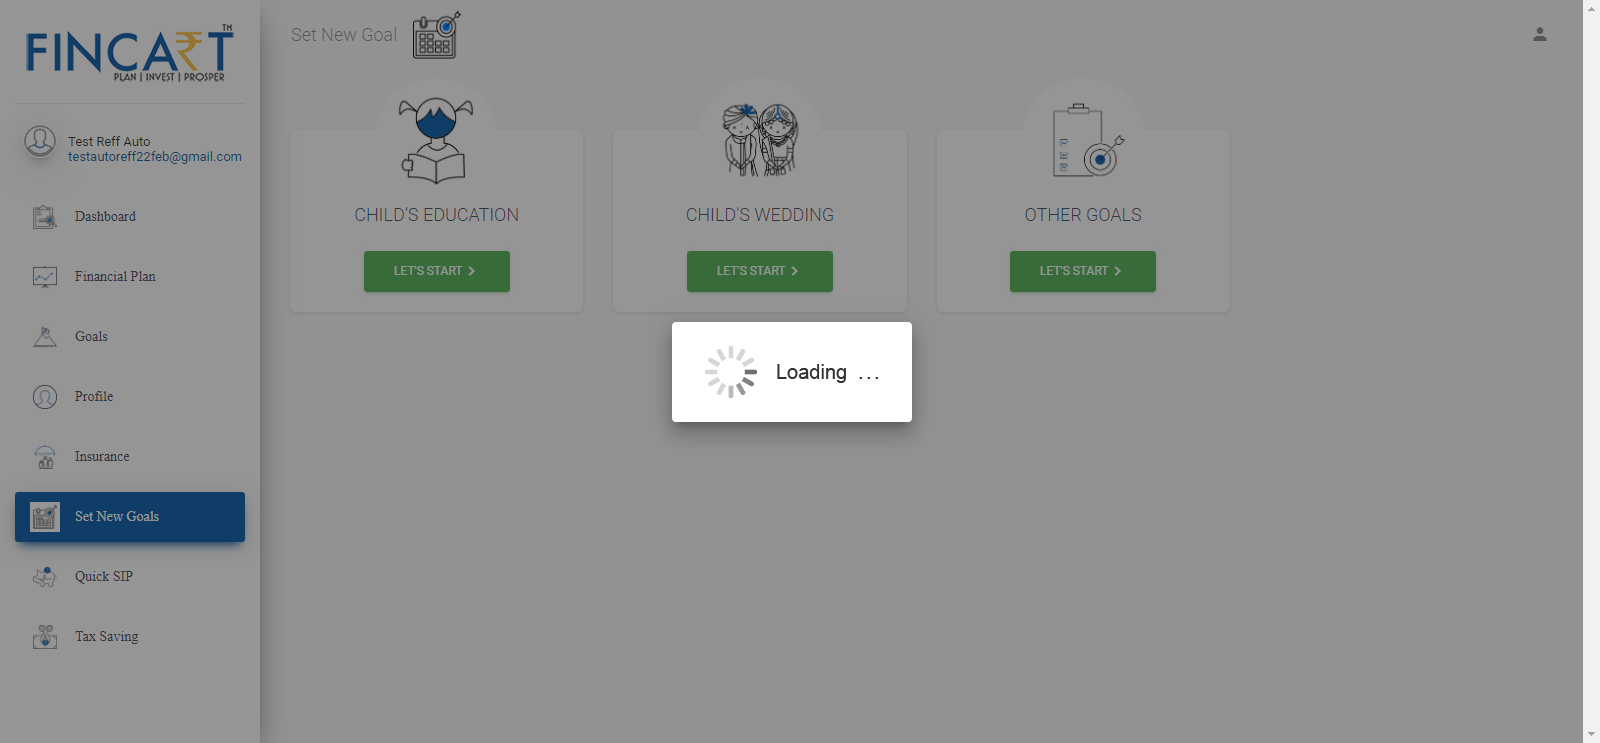 FINCART™
PLAN | INVEST | PROSPER
Test Reff Auto
testautoreff22feb@gmail.com
Dashboard
Financial Plan
Goals
Profile
Insurance
Set New Goals
Quick SIP
Tax Saving
Set New Goal
CHILD'S EDUCATION
LET'S START
CHILD'S WEDDING
LET'S START
OTHER GOALS
LET'S START
Loading ...